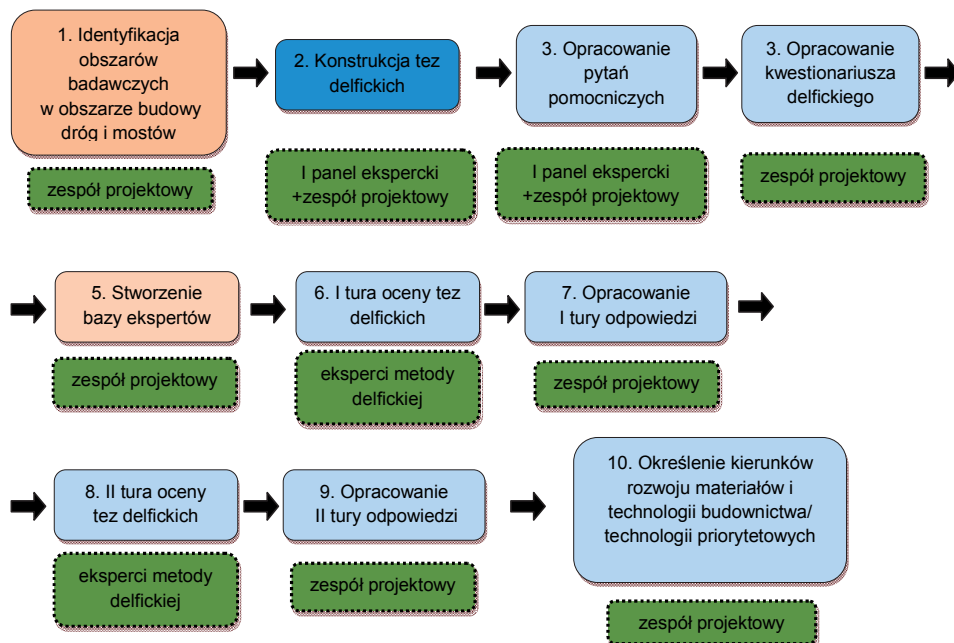 1. Identyfikacja
obszarów
badawczych
w obszarze budowy
dróg i mostów
2. Konstrukcja tez
delfickich
3. Opracowanie
pytań
pomocniczych
3. Opracowanie
kwestionariusza
delfickiego
zespół projektowy
I panel ekspercki
+zespół projektowy
I panel ekspercki
+zespół projektowy
zespół projektowy
5. Stworzenie
bazy ekspertów
6. I tura oceny tez
delfickich
7. Opracowanie
I tury odpowiedzi
zespół projektowy
eksperci metody
delfickiej
zespół projektowy
8. II tura oceny
tez delfickich
9. Opracowanie
II tury odpowiedzi
10. Określenie kierunków
rozwoju materiałów i
technologii budownictwa/
technologii priorytetowych
eksperci metody
delfickiej
zespół projektowy
zespół projektowy